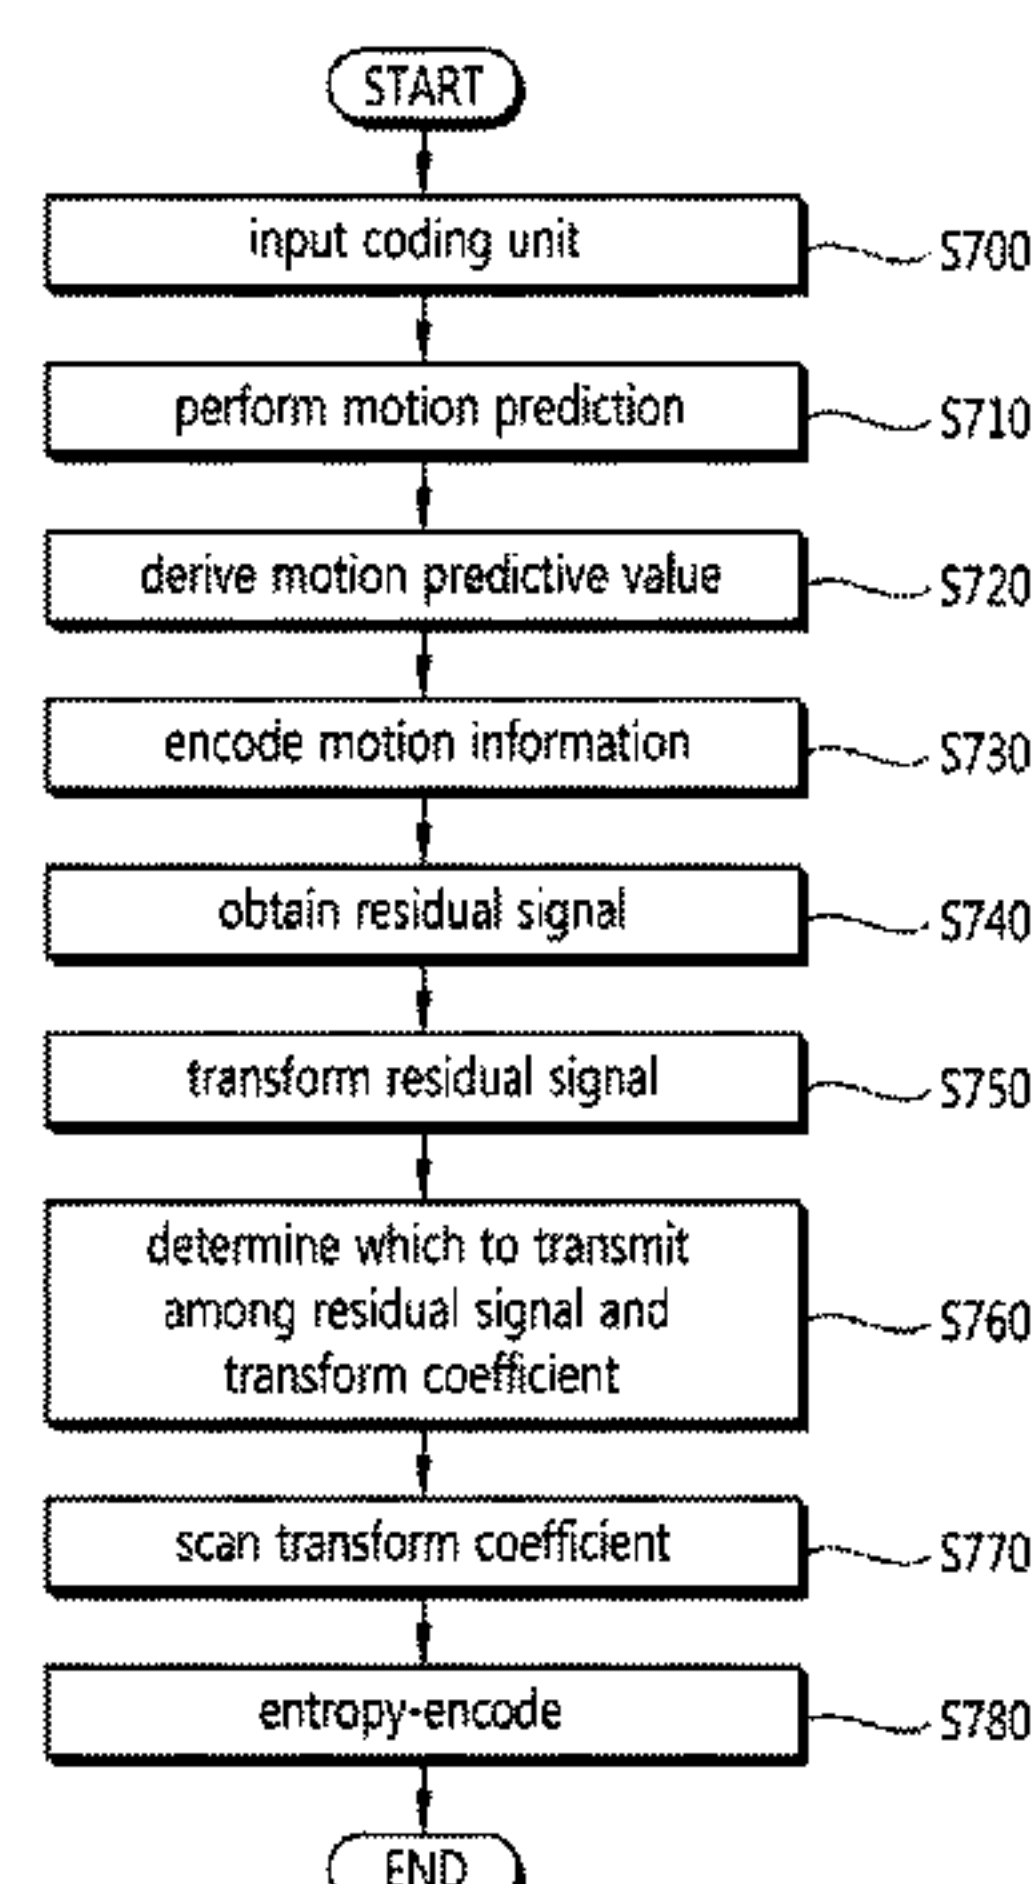 START
input coding unit
S700
perform motion prediction
S710
derive motion predictive value
S720
encode motion information
S730
obtain residual signal
S740
transform residual signal
S750
determine which to transmit
among residual signal and
transform coefficient
S760
scan transform coefficient
S770
entropy-encode
S780
END